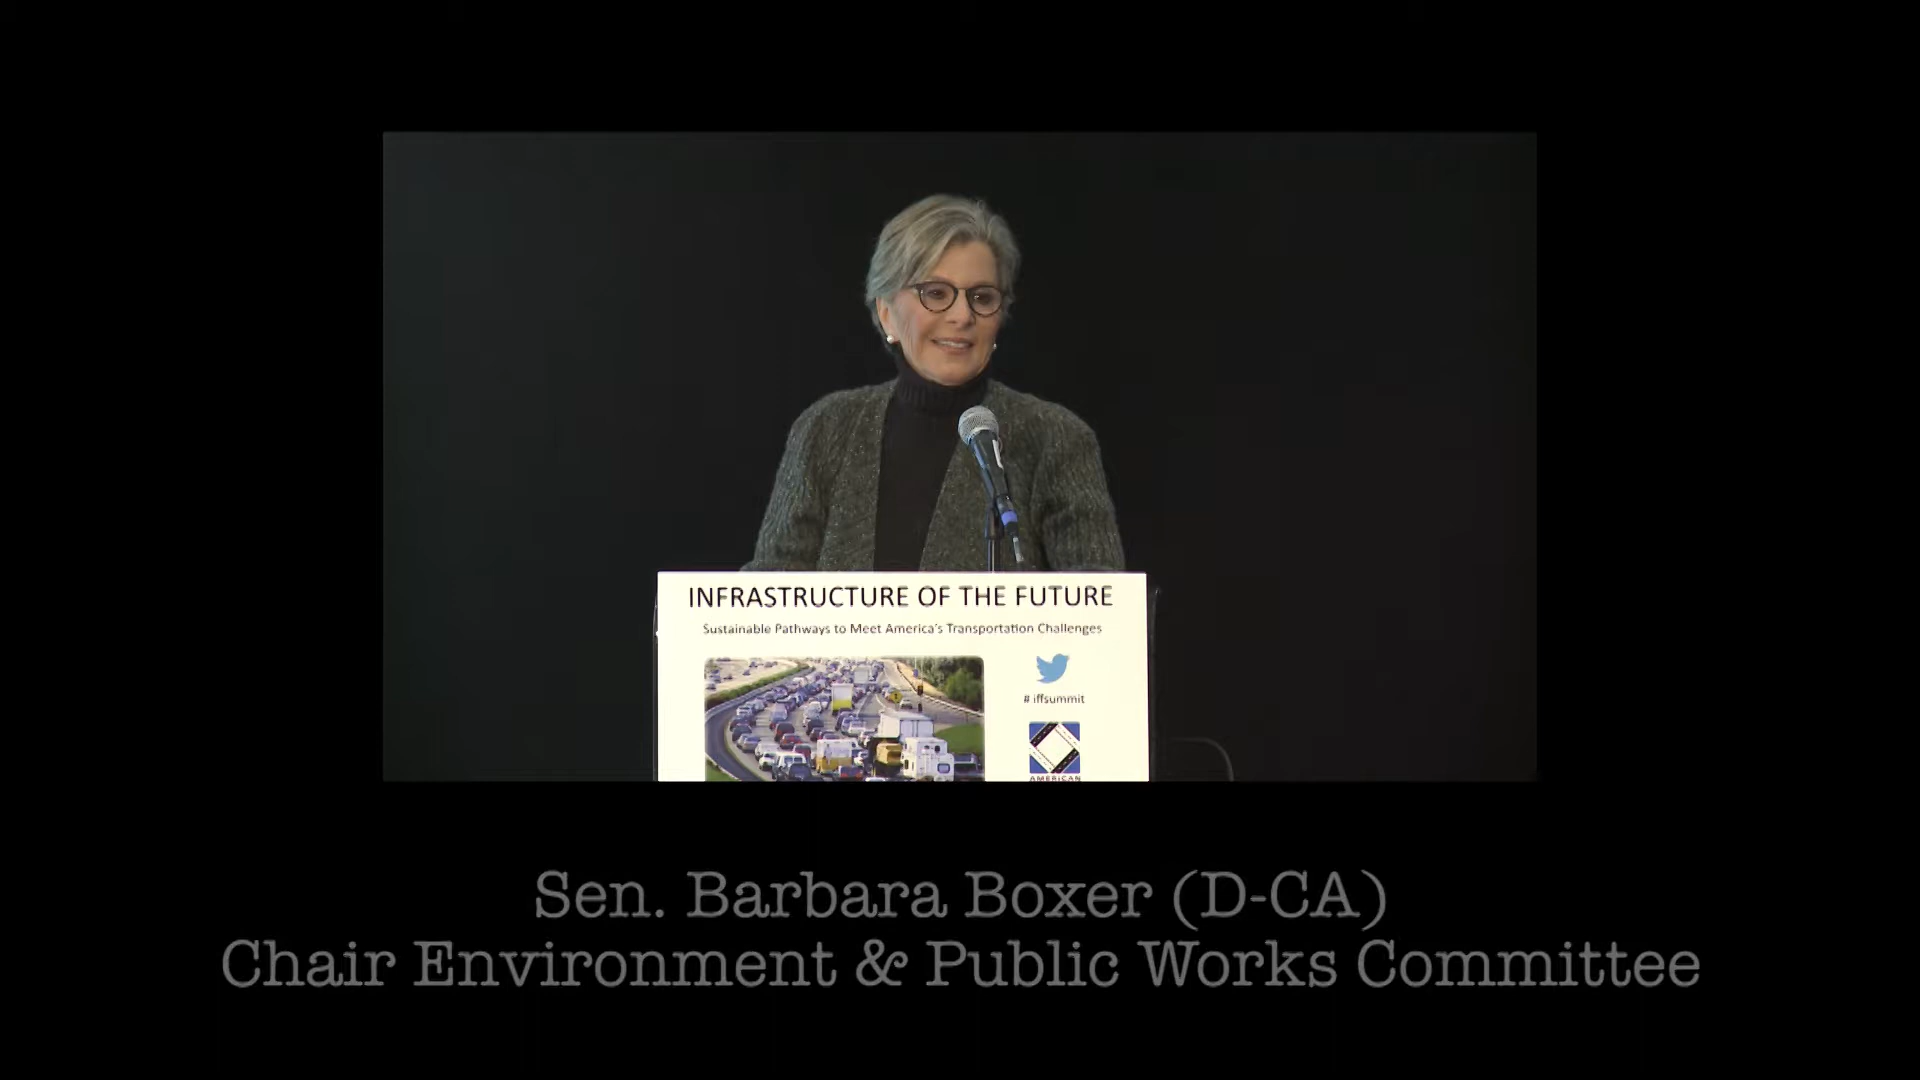 INFRASTRUCTURE OF THE FUTURE
Sustainable Pathways to Meet America's Transportation Challenges
# iffsummit
AMERICAN
Sen. Barbara Boxer (D-CA)
Chair Environment & Public Works Committee